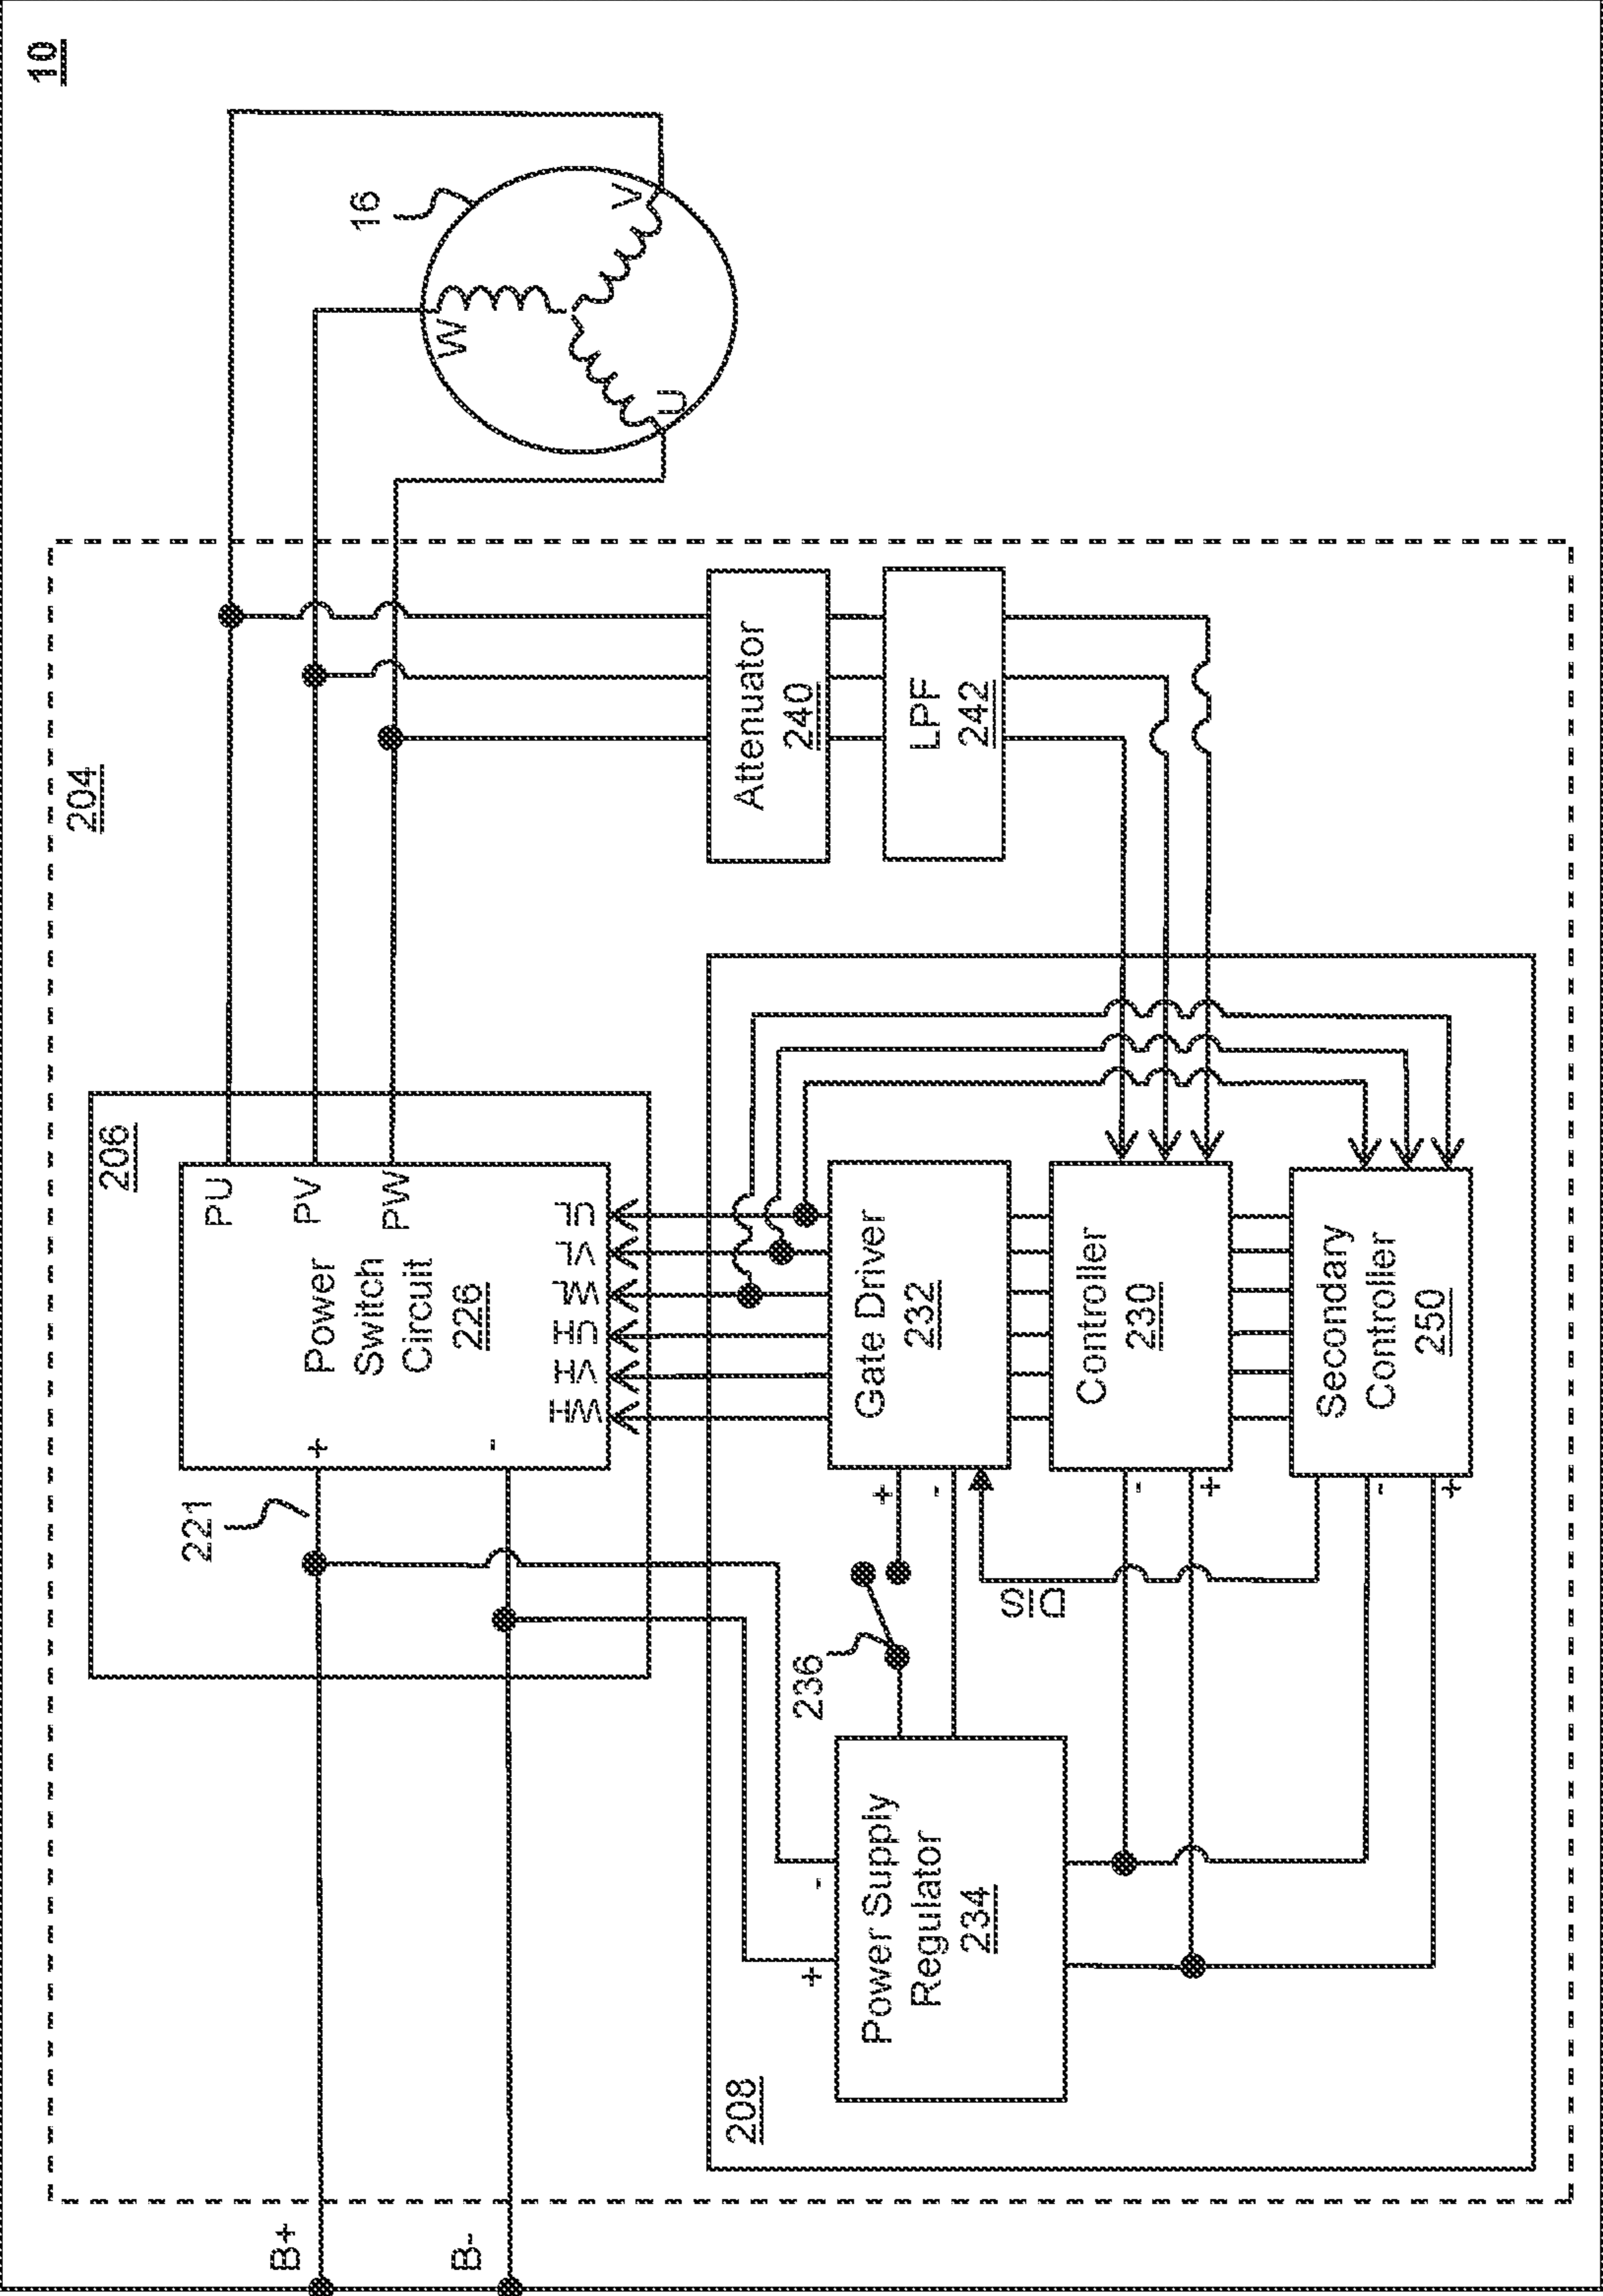 10
204
B+
B-
206
221
+
-
Power
Switch
Circuit
226
PU
PV
PW
WH
VH
UH
WL
VL
UL
16
W
V
U
Attenuator
240
LPF
242
208
+
-
Power Supply
Regulator
234
236
+
-
DIS
Gate Driver
232
-
+
Controller
230
-
+
Secondary
Controller
250